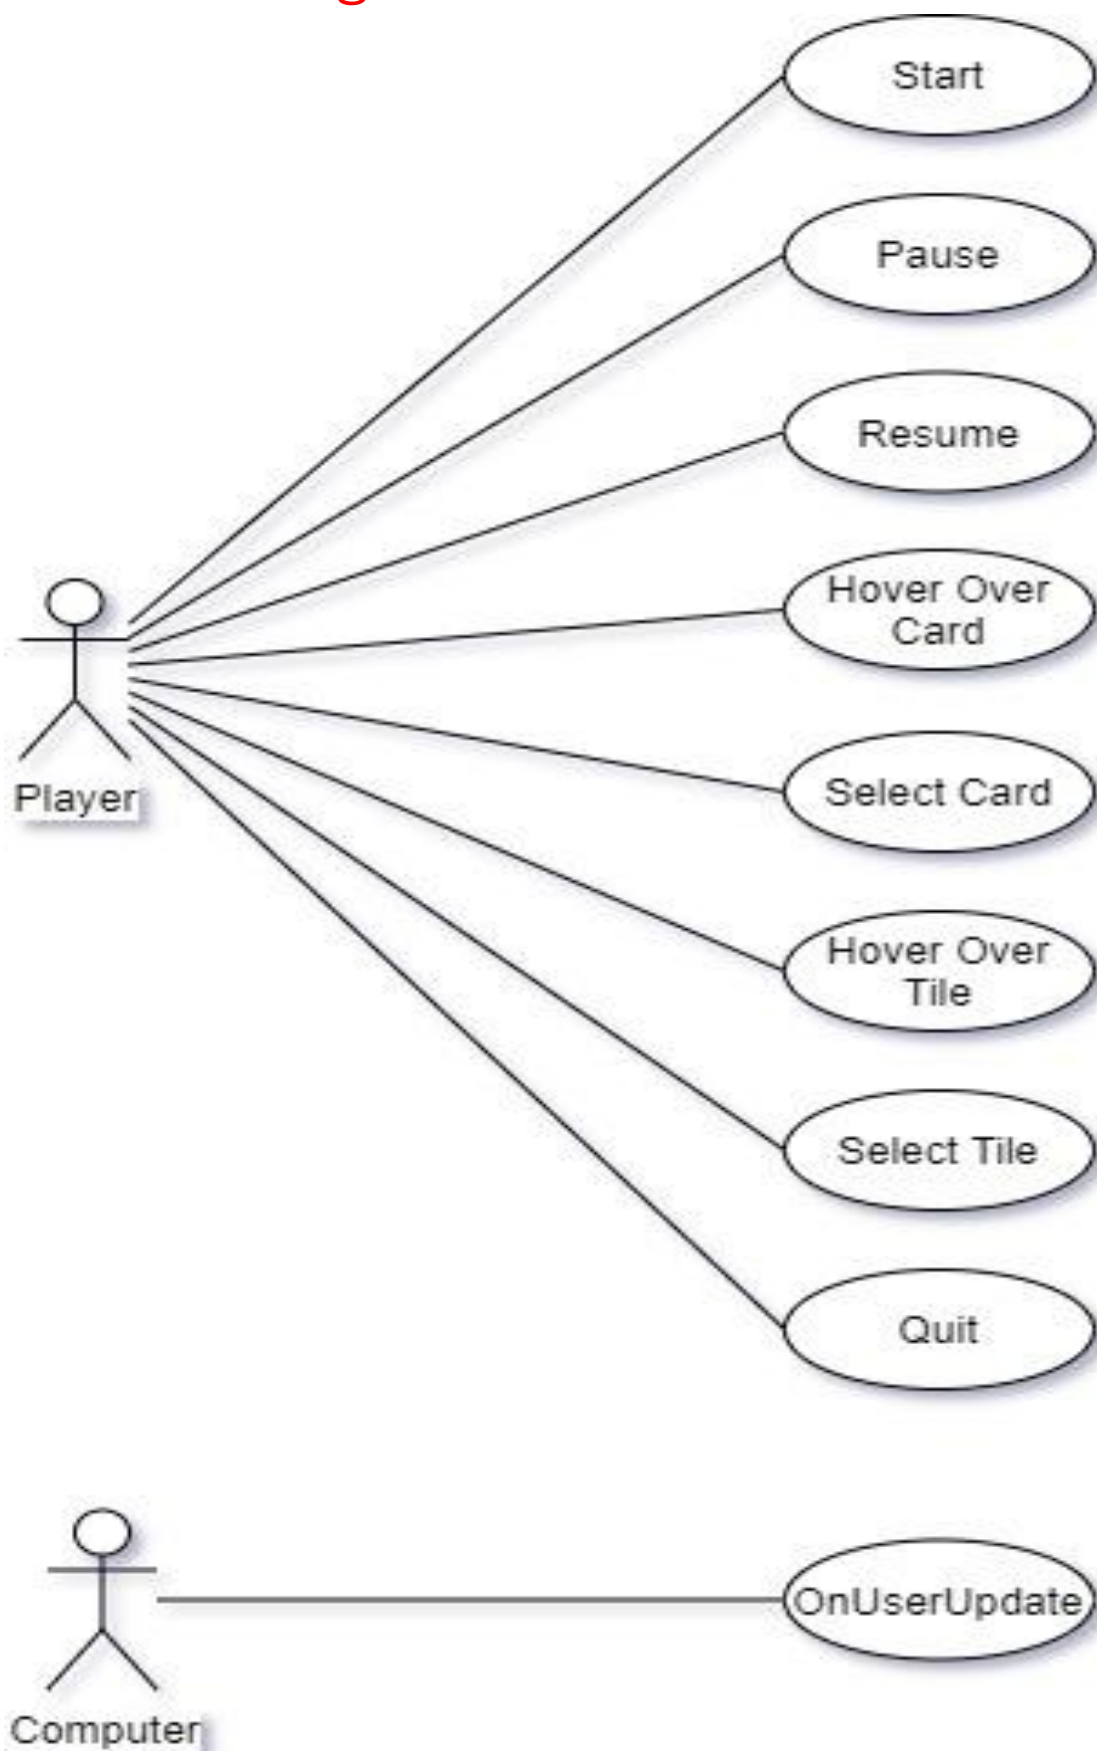 Start
Pause
Resume
Hover Over
Card
Player
Select Card
Hover Over
Tile
Select Tile
Quit
OnUserUpdate
Computer